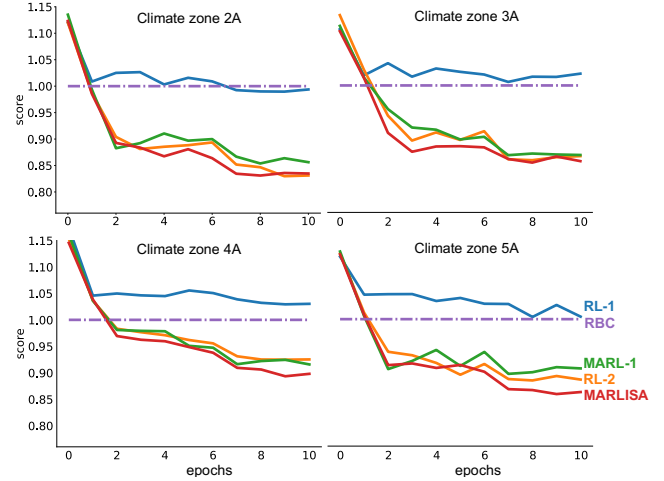 Climate zone 2A
1.15
1.10
1.05
1.00
0.95
0.90
0.85
0.80
score
0 2 4 6 8 10
Climate zone 3A
0 2 4 6 8 10
Climate zone 4A
1.15
1.10
1.05
1.00
0.95
0.90
0.85
0.80
score
0 2 4 6 8 10
epochs
Climate zone 5A
0 2 4 6 8 10
epochs
RL-1
RBC
MARL-1
RL-2
MARLISA